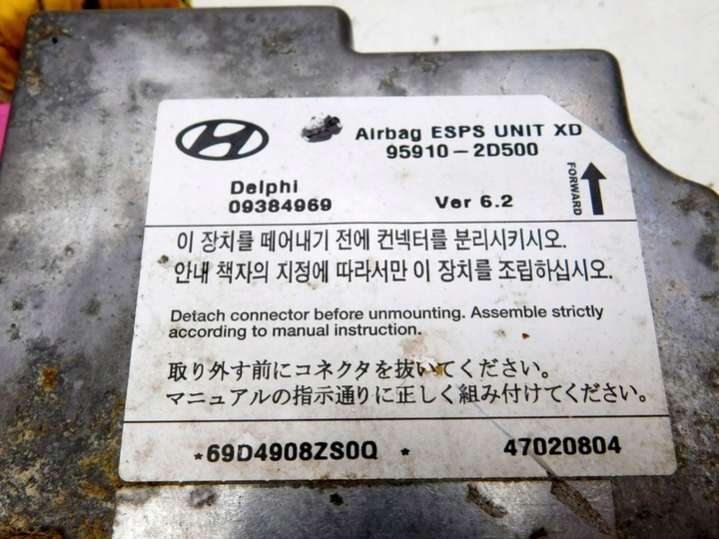 Airbag ESPS UNIT XD
95910-2D500
Delphi
09384969
Ver 6.2
FORWARD
이 장치를 떼어내기 전에 컨넥터를 분리시키시오.
안내 책자의 지정에 따라서만 이 장치를 조립하십시오.
Detach connector before unmounting. Assemble strictly
according to manual instruction.
取り外す前にコネクタを抜いてください。
マニュアルの指示通りに正しく組み付けてください。
*69D4908ZS0Q *
47020804